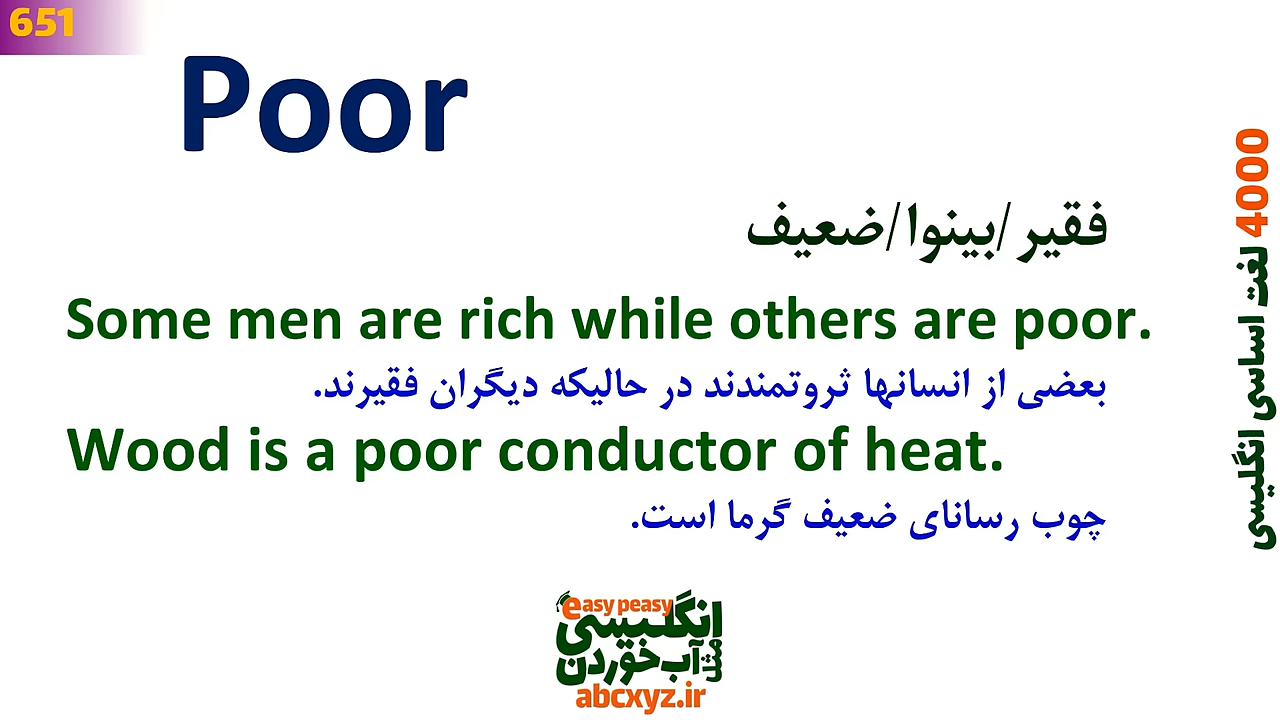 651
Poor
فقیر/بینوا/ضعیف
Some men are rich while others are poor.
بعضی از انسانها ثروتمندند در حالیکه دیگران فقیرند.
Wood is a poor conductor of heat.
چوب رسانای ضعیف گرما است.
4000 لغت اساسی انگلیسی
easy peasy
انگلیسی
مثل آب خوردن
abcxyz.ir